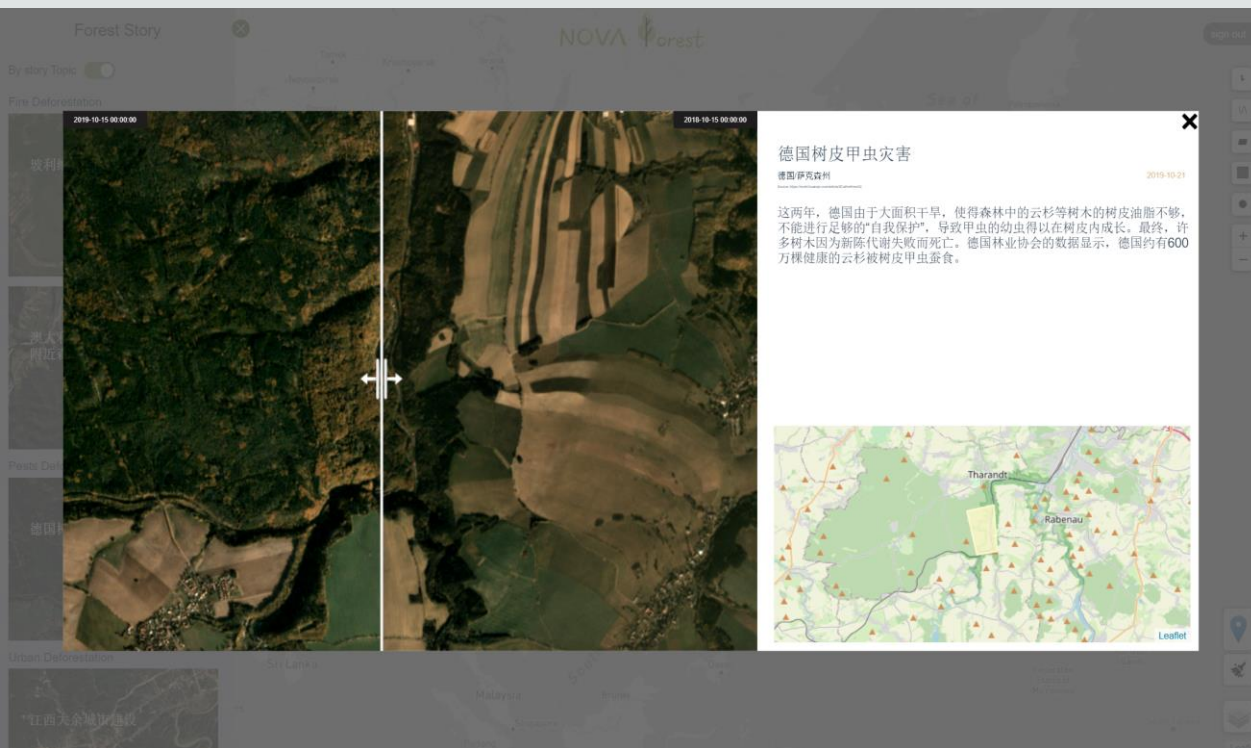 Forest Story
NOVA Forest
sign out
By story Topic
Fire Deforestation
2019-10-15 00:00:00
2018-10-15 00:00:00
德国树皮甲虫灾害
德国/萨克森州
2019-10-21
这两年，德国由于大面积干旱，使得森林中的云杉等树木的树皮油脂不够，
不能进行足够的“自我保护”，导致甲虫的幼虫得以在树皮内成长。最终，许
多树木因为新陈代谢失败而死亡。德国林业协会的数据显示，德国约有600
万棵健康的云杉被树皮甲虫蚕食。
Tharandt
Rabenau
Leaflet
Urban Deforestation
Sri Lanka
Malaysia